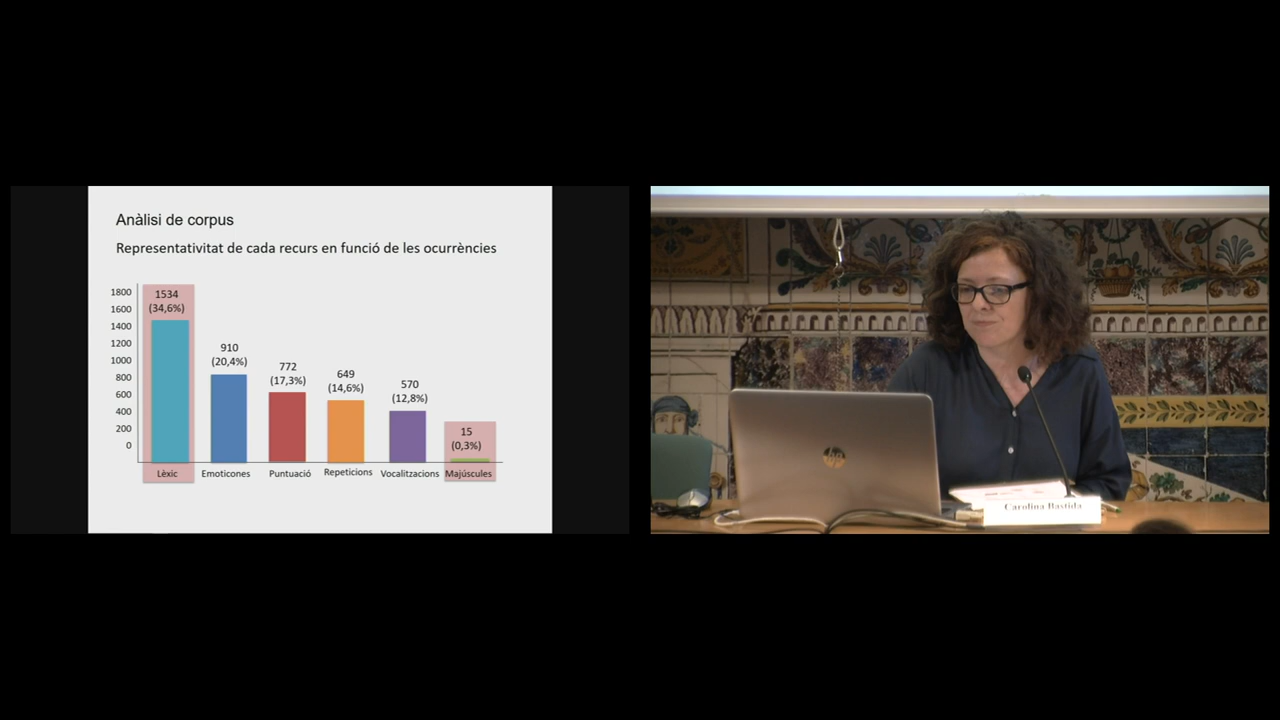 Anàlisi de corpus
Representativitat de cada recurs en funció de les ocurrències
1800
1600
1400
1200
1000
800
600
400
200
0
1534
(34,6%)
910
(20,4%)
772
(17,3%)
649
(14,6%)
570
(12,8%)
15
(0,3%)
Lèxic
Emoticones
Puntuació
Repeticions
Vocalitzacions
Majúscules
hp
Carolina Bastida